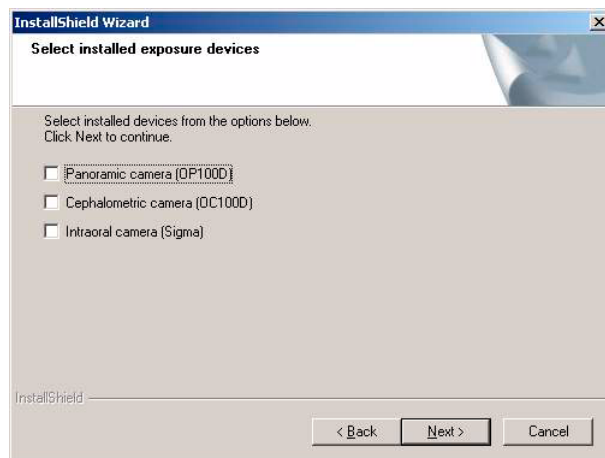 InstallShield Wizard
Select installed exposure devices
Select installed devices from the options below.
Click Next to continue.
Panoramic camera (OP100D)
Cephalometric camera (OC100D)
Intraoral camera (Sigma)
InstallShield
< Back Next > Cancel